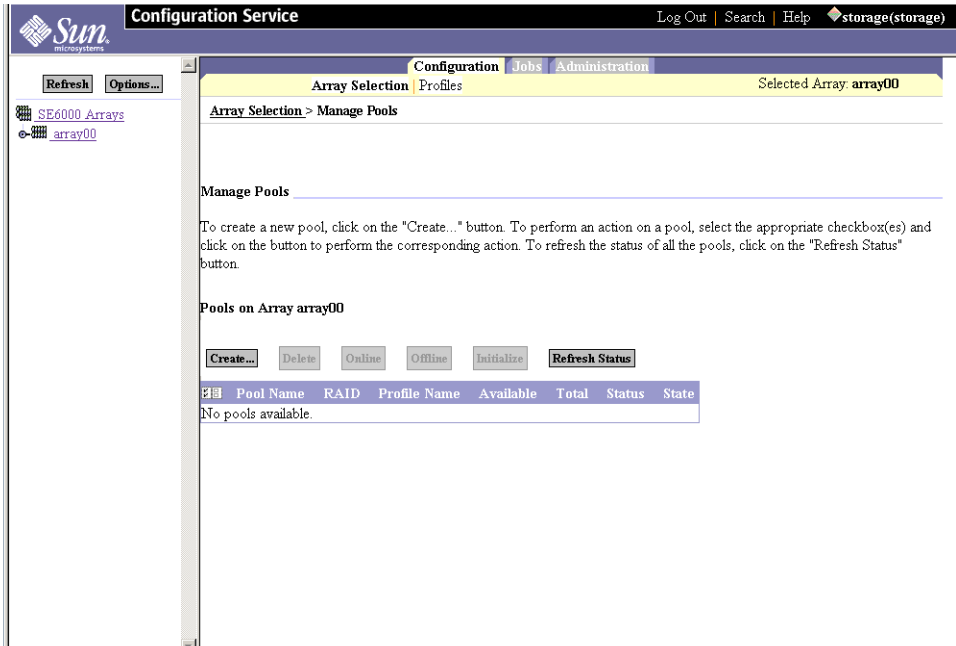 Sun.
microsystems
Configuration Service
Log Out | Search | Help storage(storage)
Refresh Options...
SE6000 Arrays
array00
Configuration Jobs Administration
Array Selection | Profiles
Selected Array: array00
Array Selection > Manage Pools
Manage Pools
To create a new pool, click on the "Create..." button. To perform an action on a pool, select the appropriate checkbox(es) and
click on the button to perform the corresponding action. To refresh the status of all the pools, click on the "Refresh Status"
button.
Pools on Array array00
Create... Delete Online Offline Initialize Refresh Status
Pool Name RAID Profile Name Available Total Status State
No pools available.